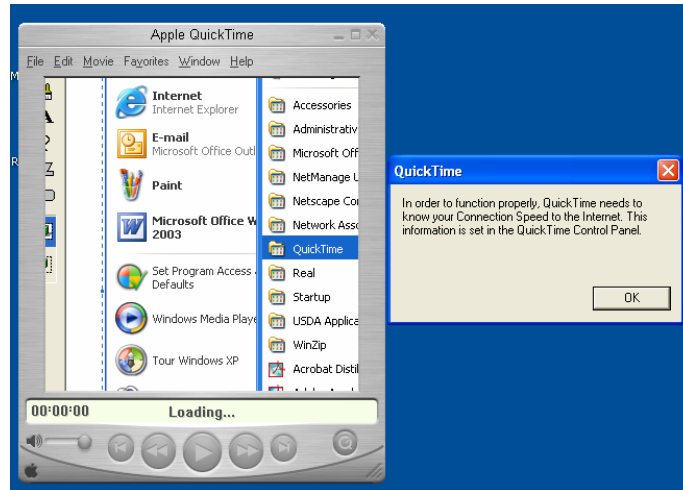 Apple QuickTime
File Edit Movie Favorites Window Help
M
A
R
Internet
Internet Explorer
E-mail
Microsoft Office Outl
Paint
Microsoft Office W
2003
Set Program Access
Defaults
Windows Media Playe
Tour Windows XP
Accessories
Administrativ
Microsoft Off
NetManage L
Netscape Co
Network Asso
QuickTime
Real
Startup
USDA Applica
WinZip
Acrobat Distil
00:00:00 Loading...
QuickTime
In order to function properly, QuickTime needs to
know your Connection Speed to the Internet. This
information is set in the QuickTime Control Panel.
OK